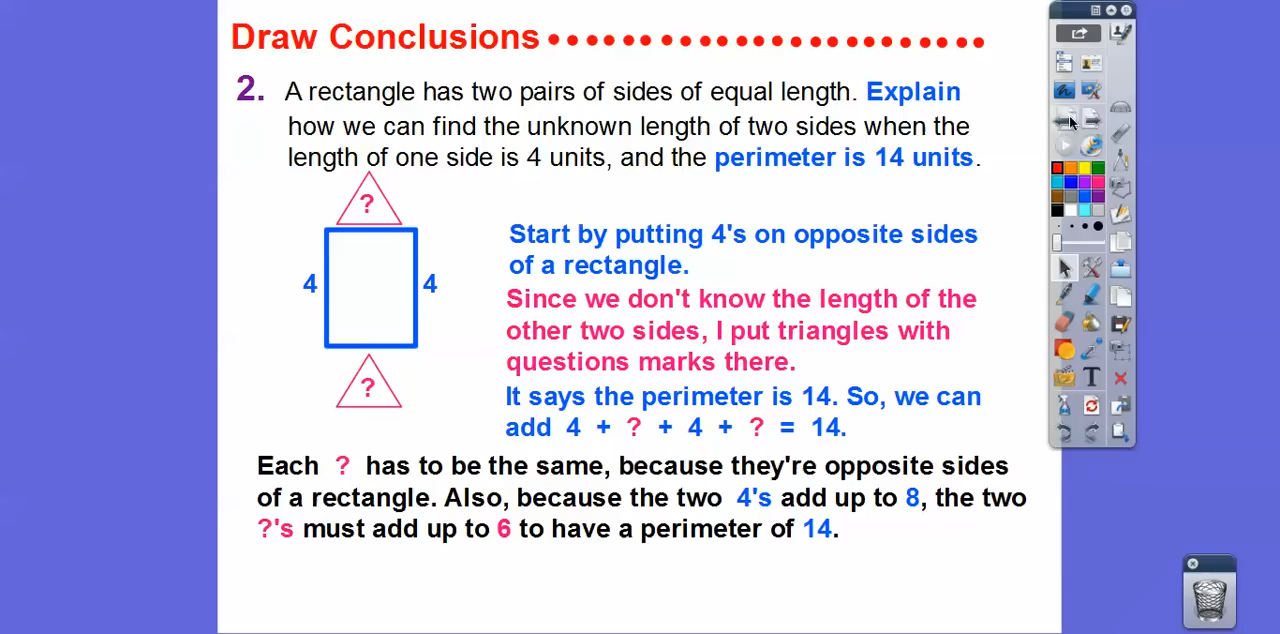 Draw Conclusions
2. A rectangle has two pairs of sides of equal length. Explain
how we can find the unknown length of two sides when the
length of one side is 4 units, and the perimeter is 14 units.
?
4 4
?
Start by putting 4's on opposite sides
of a rectangle.
Since we don't know the length of the
other two sides, I put triangles with
questions marks there.
It says the perimeter is 14. So, we can
add 4 + ? + 4 + ? = 14.
Each ? has to be the same, because they're opposite sides
of a rectangle. Also, because the two 4's add up to 8, the two
?'s must add up to 6 to have a perimeter of 14.
T